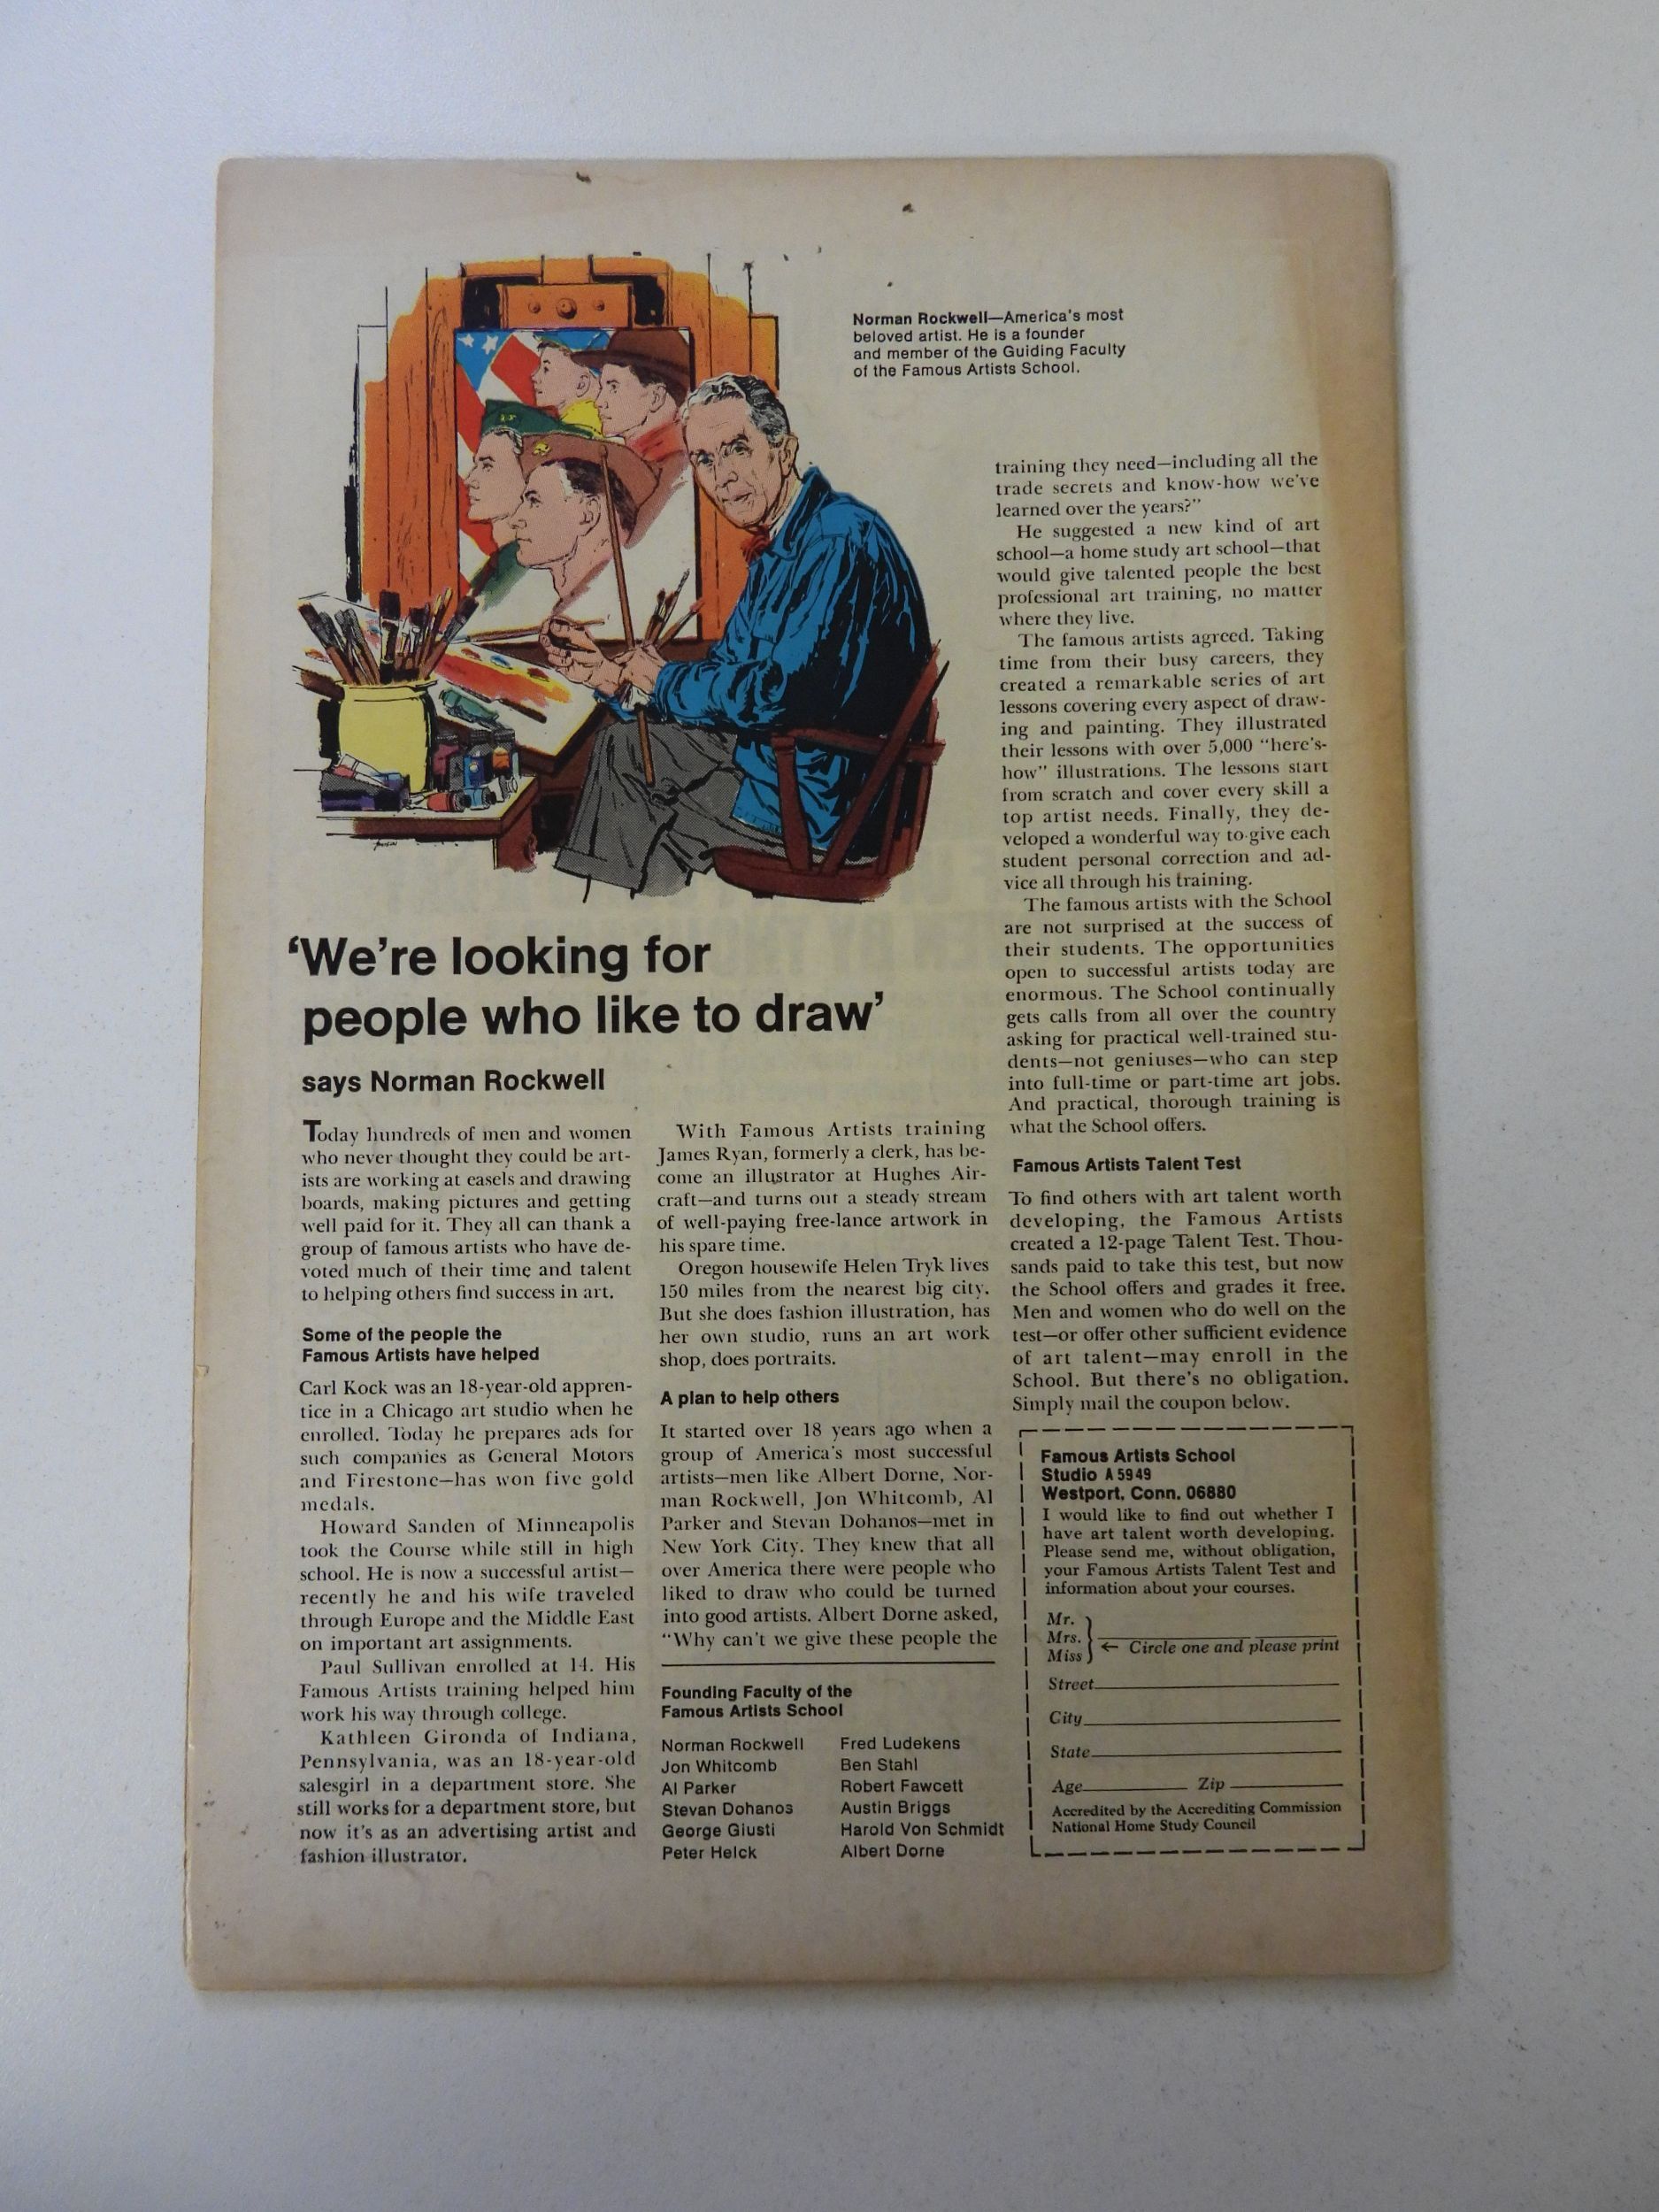 Norman Rockwell—America's most
beloved artist. He is a founder
and member of the Guiding Faculty
of the Famous Artists School.
'We're looking for
people who like to draw'
says Norman Rockwell
Today hundreds of men and women
who never thought they could be art-
ists are working at easels and drawing
boards, making pictures and getting
well paid for it. They all can thank a
group of famous artists who have de-
voted much of their time and talent
to helping others find success in art.
Some of the people the
Famous Artists have helped
Carl Kock was an 18-year-old appren-
tice in a Chicago art studio when he
enrolled. Today he prepares ads for
such companies as General Motors
and Firestone—has won five gold
medals.
Howard Sanden of Minneapolis
took the Course while still in high
school. He is now a successful artist—
recently he and his wife traveled
through Europe and the Middle East
on important art assignments.
Paul Sullivan enrolled at 14. His
Famous Artists training helped him
work his way through college.
Kathleen Gironda of Indiana,
Pennsylvania, was an 18-year-old
salesgirl in a department store. She
still works for a department store, but
now it's as an advertising artist and
fashion illustrator.
With Famous Artists training
James Ryan, formerly a clerk, has be-
come an illustrator at Hughes Air-
craft—and turns out a steady stream
of well-paying free-lance artwork in
his spare time.
Oregon housewife Helen Tryk lives
150 miles from the nearest big city.
But she does fashion illustration, has
her own studio, runs an art work
shop, does portraits.
A plan to help others
It started over 18 years ago when a
group of America's most successful
artists—men like Albert Dorne, Nor-
man Rockwell, Jon Whitcomb, Al
Parker and Stevan Dohanos—met in
New York City. They knew that all
over America there were people who
liked to draw who could be turned
into good artists. Albert Dorne asked,
"Why can't we give these people the
training they need—including all the
trade secrets and know-how we've
learned over the years?"
He suggested a new kind of art
school—a home study art school—that
would give talented people the best
professional art training, no matter
where they live.
The famous artists agreed. Taking
time from their busy careers, they
created a remarkable series of art
lessons covering every aspect of draw-
ing and painting. They illustrated
their lessons with over 5,000 "here's-
how" illustrations. The lessons start
from scratch and cover every skill a
top artist needs. Finally, they de-
veloped a wonderful way to give each
student personal correction and ad-
vice all through his training.
The famous artists with the School
are not surprised at the success of
their students. The opportunities
open to successful artists today are
enormous. The School continually
gets calls from all over the country
asking for practical well-trained stu-
dents—not geniuses—who can step
into full-time or part-time art jobs.
And practical, thorough training is
what the School offers.
Famous Artists Talent Test
To find others with art talent worth
developing, the Famous Artists
created a 12-page Talent Test. Thou-
sands paid to take this test, but now
the School offers and grades it free.
Men and women who do well on the
test—or offer other sufficient evidence
of art talent—may enroll in the
School. But there's no obligation.
Simply mail the coupon below.
Founding Faculty of the
Famous Artists School
Norman Rockwell
Jon Whitcomb
Al Parker
Stevan Dohanos
George Giusti
Peter Helck
Fred Ludekens
Ben Stahl
Robert Fawcett
Austin Briggs
Harold Von Schmidt
Albert Dorne
Famous Artists School
Studio A5949
Westport, Conn. 06880
I would like to find out whether I
have art talent worth developing.
Please send me, without obligation,
your Famous Artists Talent Test and
information about your courses.
Mr.
Mrs.
Miss
← Circle one and please print
Street
City
State
Age Zip
Accredited by the Accrediting Commission
National Home Study Council